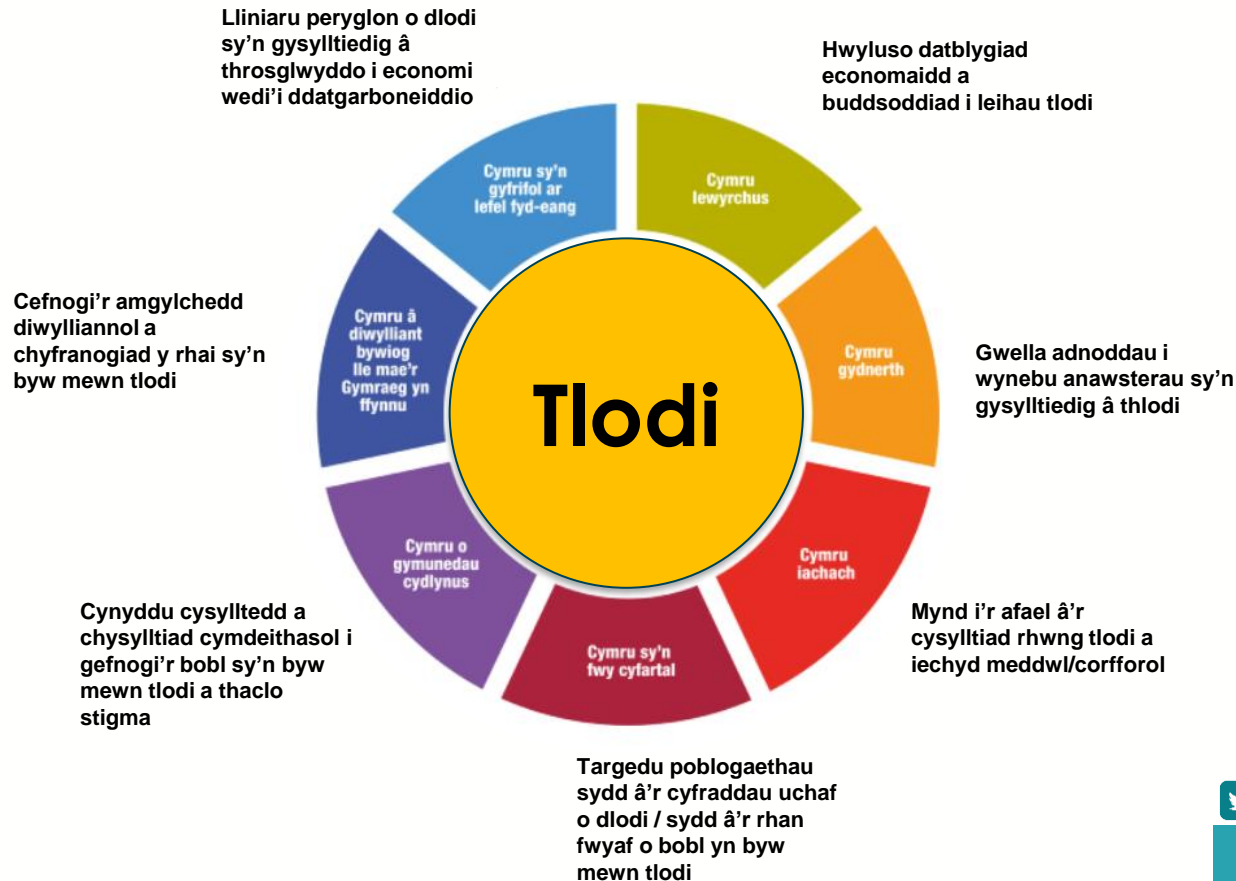 Lliniaru peryglon o dlodi
sy'n gysylltiedig â
throsglwyddo i economi
wedi'i ddatgarboneiddio
Hwyluso datblygiad
economaidd a
buddsoddiad i leihau tlodi
Cymru sy'n
gyfrifol ar
lefel fyd-eang
Cymru
lewyrchus
Cefnogi'r amgylchedd
diwylliannol a
chyfranogiad y rhai sy'n
byw mewn tlodi
Cymru â
diwylliant
bywiog
lle mae'r
Gymraeg yn
ffynnu
Tlodi
Cymru
gydnerth
Gwella adnoddau i
wynebu anawsterau sy'n
gysylltiedig â thlodi
Cymru o
gymunedau
cydlynus
Cymru
iachach
Cynyddu cysylltedd a
chysylltiad cymdeithasol i
gefnogi'r bobl sy'n byw
mewn tlodi a thaclo
stigma
Cymru sy'n
fwy cyfartal
Mynd i'r afael â'r
cysylltiad rhwng tlodi a
iechyd meddwl/corfforol
Targedu poblogaethau
sydd â'r cyfraddau uchaf
o dlodi / sydd â'r rhan
fwyaf o bobl yn byw
mewn tlodi